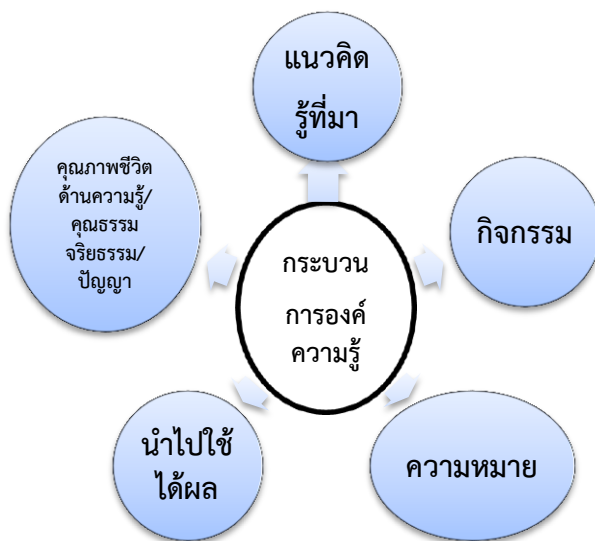 แนวคิด
รู้ที่มา
คุณภาพชีวิต
ด้านความรู้/
คุณธรรม
จริยธรรม/
ปัญญา
กิจกรรม
กระบวน
การองค์
ความรู้
นำไปใช้
ได้ผล
ความหมาย